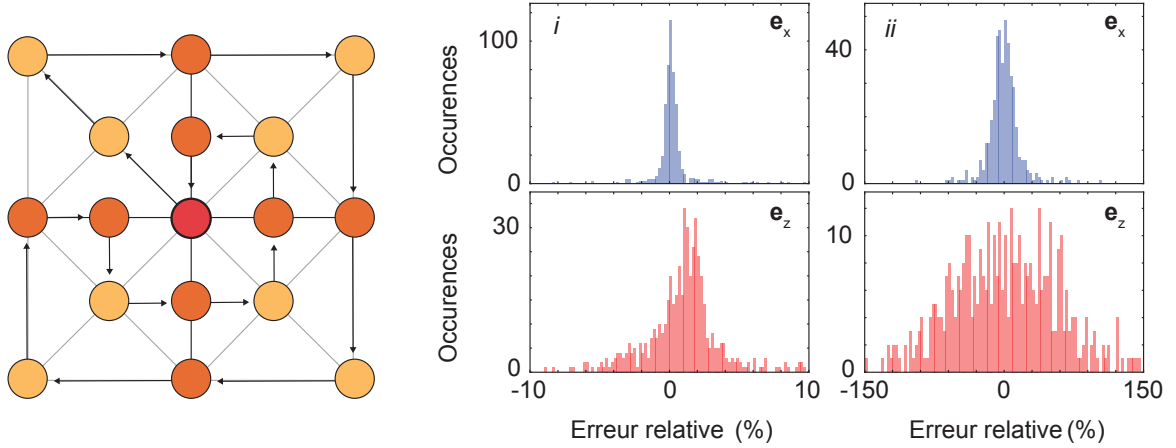 i
e_x
100
Occurences
0
ii
e_x
40
0
e_z
30
Occurences
0
-10
0
10
Erreur relative (%)
e_z
10
0
-150
0
150
Erreur relative (%)